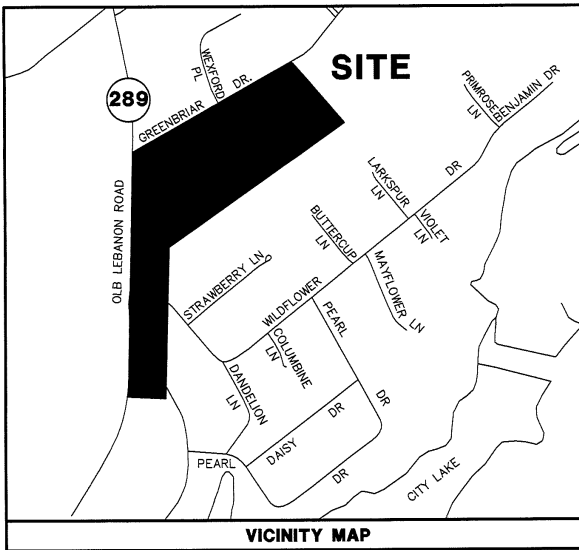 SITE
WEXFORD
PL
GREENBRIAR DR.
289
OLB LEBANON ROAD
PRIMROSE
LN
BENJAMIN DR
LARKSPUR
LN
VIOLET
LN
BUTTERCUP
LN
MAYFLOWER LN
WILDFLOWER DR
STRAWBERRY LN
PEARL DR
COLUMBINE
LN
DANDELION
LN
DAISY DR
PEARL DR
CITY LAKE
VICINITY MAP